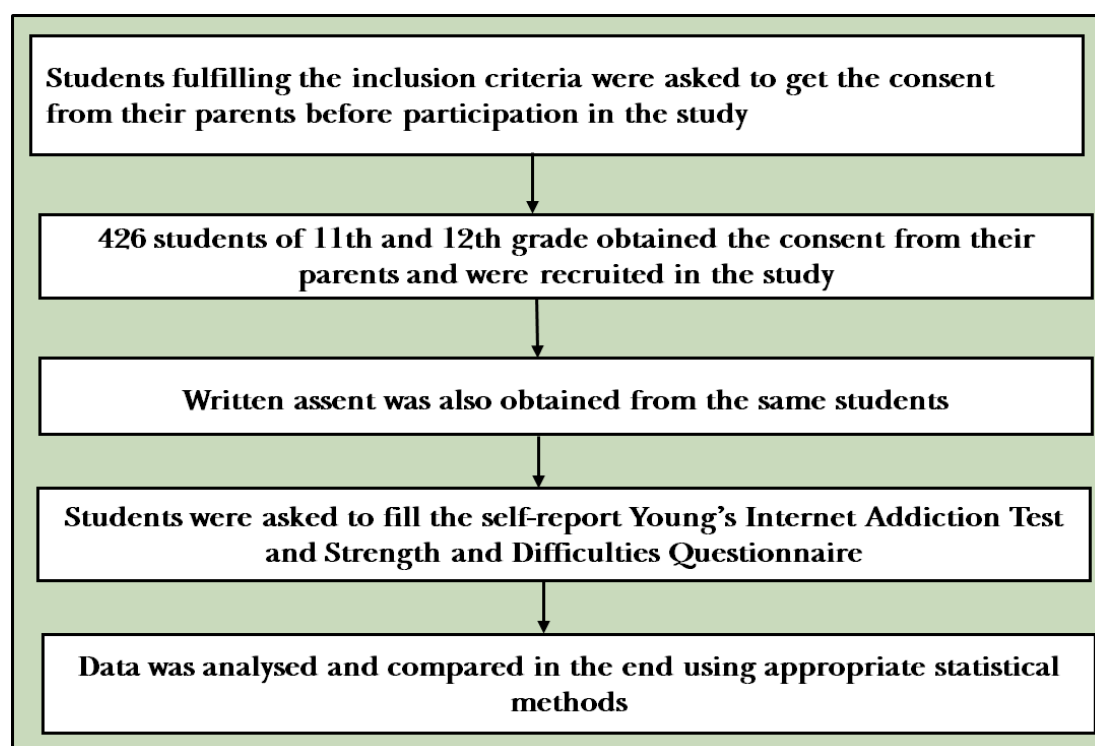 Students fulfilling the inclusion criteria were asked to get the consent
from their parents before participation in the study
426 students of 11th and 12th grade obtained the consent from their
parents and were recruited in the study
Written assent was also obtained from the same students
Students were asked to fill the self-report Young’s Internet Addiction Test
and Strength and Difficulties Questionnaire
Data was analysed and compared in the end using appropriate statistical
methods